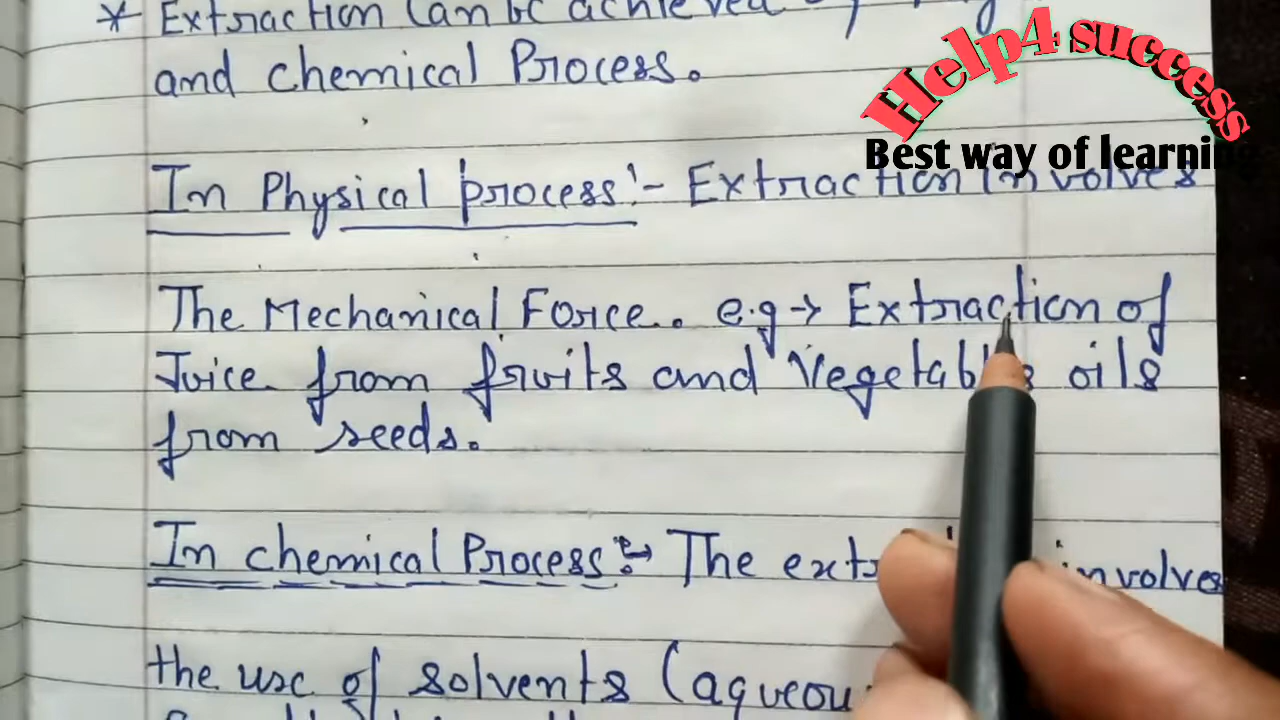 * Extraction can be achieved by
and chemical Process.
In Physical process:- Extraction involves
The Mechanical Force. e.g → Extraction of
Juice from fruits and Vegetable oils
from seeds.
In chemical Process:→ The involves
the use of solvents (aqueou
Help4 success
Best way of learning